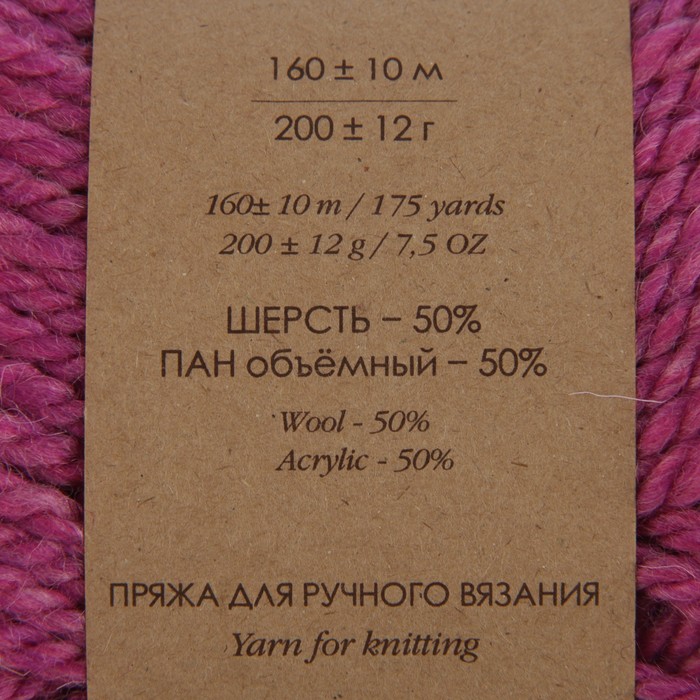 160 ± 10 м
200 ± 12 г
160± 10 m / 175 yards
200 ± 12 g / 7,5 OZ
ШЕРСТЬ – 50%
ПАН объёмный – 50%
Wool - 50%
Acrylic - 50%
ПРЯЖА ДЛЯ РУЧНОГО ВЯЗАНИЯ
Yarn for knitting